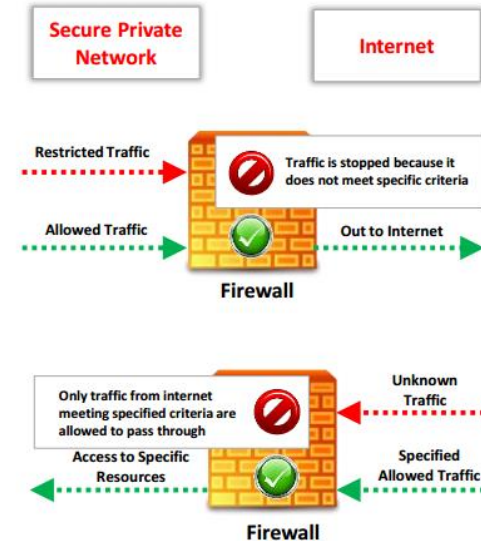 Secure Private
Network
Internet
Restricted Traffic
Traffic is stopped because it
does not meet specific criteria
Allowed Traffic
Out to Internet
Firewall
Only traffic from internet
meeting specified criteria are
allowed to pass through
Unknown
Traffic
Access to Specific
Resources
Specified
Allowed Traffic
Firewall